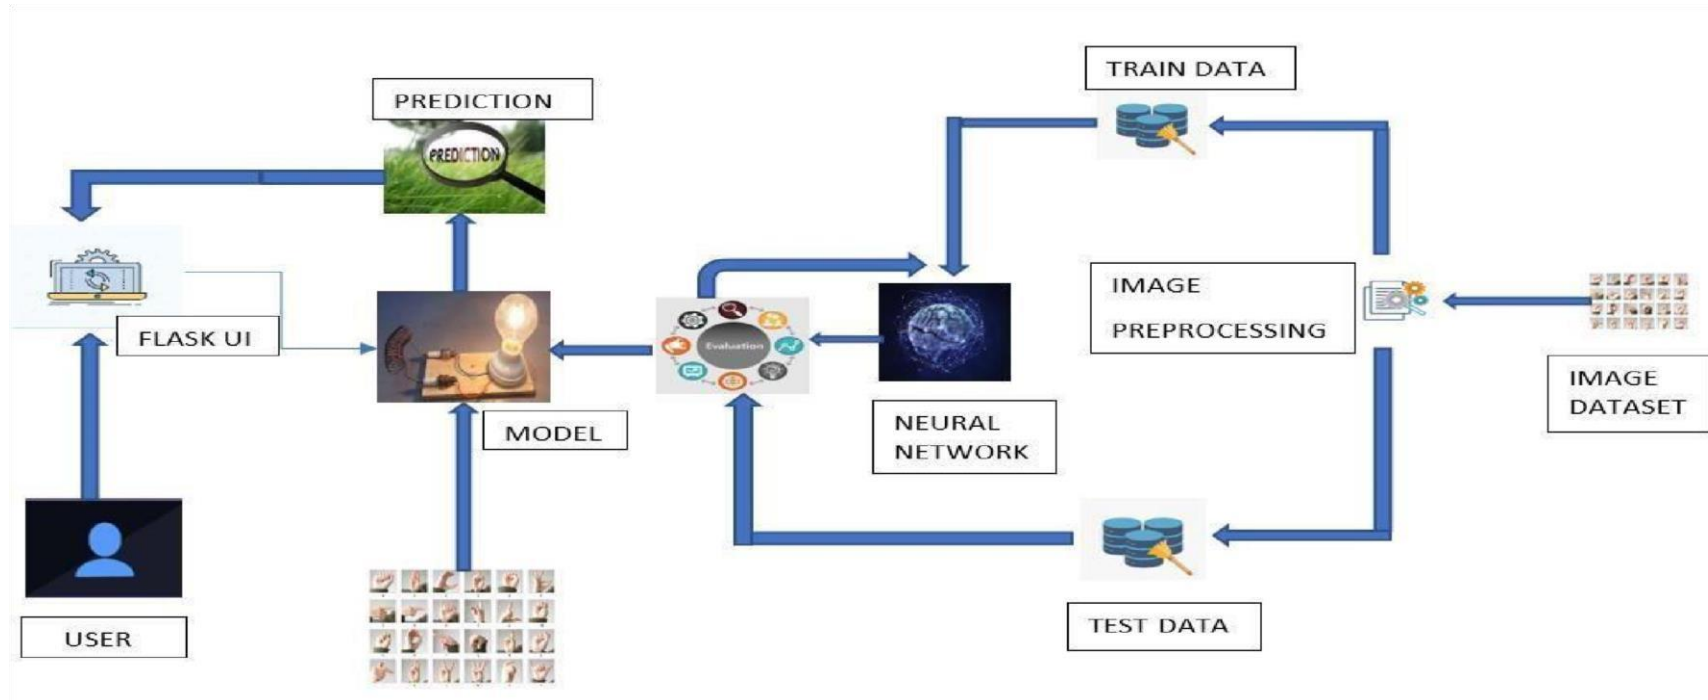 TRAIN DATA
PREDICTION
PREDICTION
IMAGE
PREPROCESSING
FLASK UI
Evaluation
IMAGE
DATASET
MODEL
NEURAL
NETWORK
USER
TEST DATA